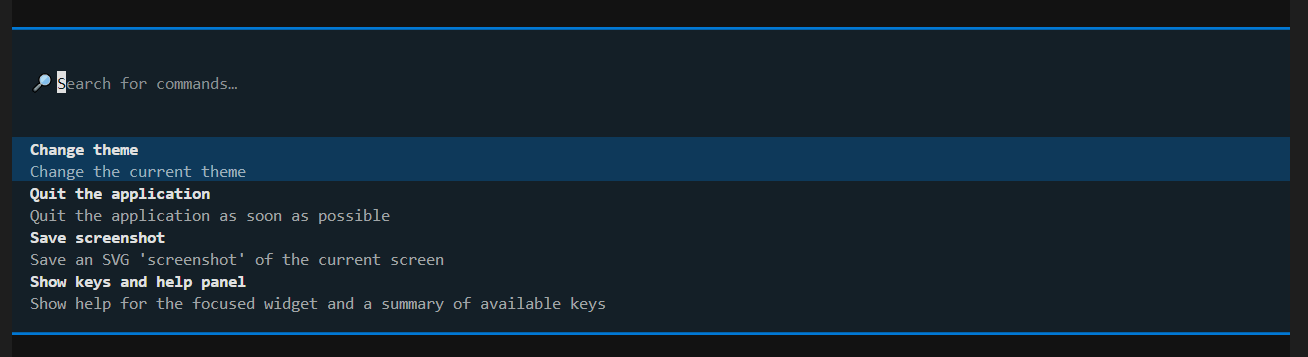 Search for commands…
Change theme
Change the current theme
Quit the application
Quit the application as soon as possible
Save screenshot
Save an SVG 'screenshot' of the current screen
Show keys and help panel
Show help for the focused widget and a summary of available keys